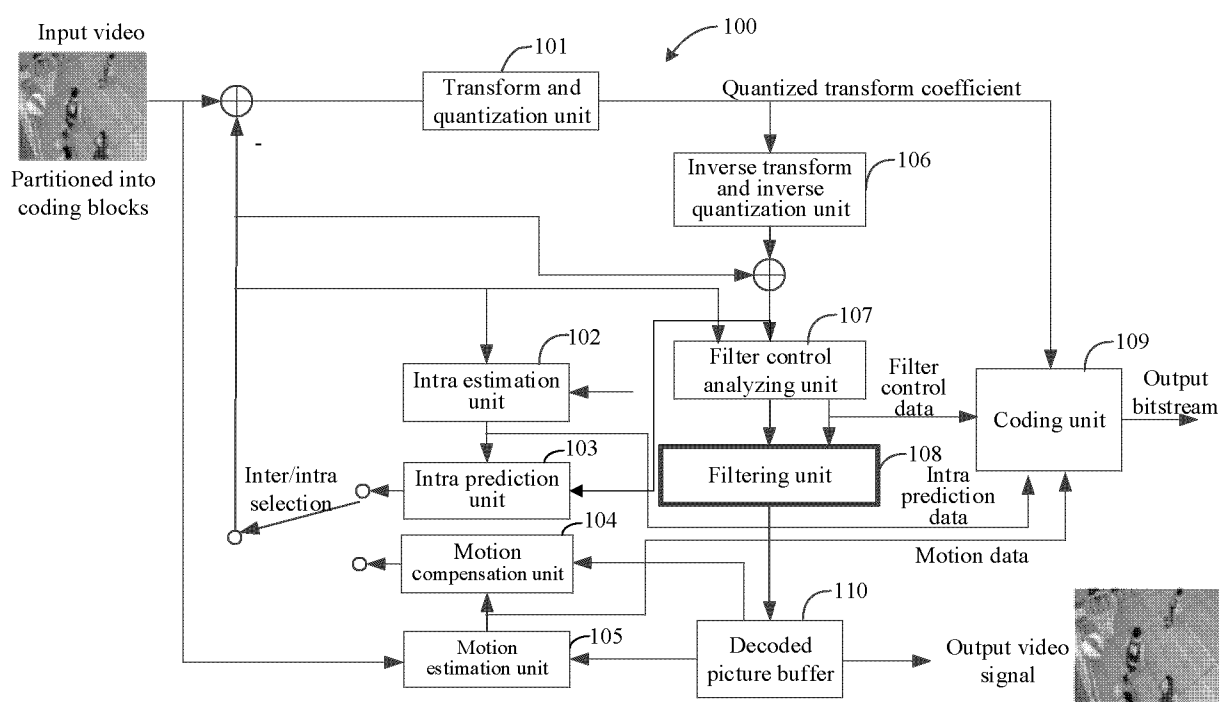 Input video
Partitioned into
coding blocks
-
100
101
Transform and
quantization unit
Quantized transform coefficient
106
Inverse transform
and inverse
quantization unit
107
Filter control
analyzing unit
102
Intra estimation
unit
Filter
control
data
109
Coding unit
Output
bitstream
103
Intra prediction
unit
108
Filtering unit
Inter/intra
selection
Intra
prediction
data
104
Motion
compensation unit
Motion data
105
Motion
estimation unit
110
Decoded
picture buffer
Output video
signal